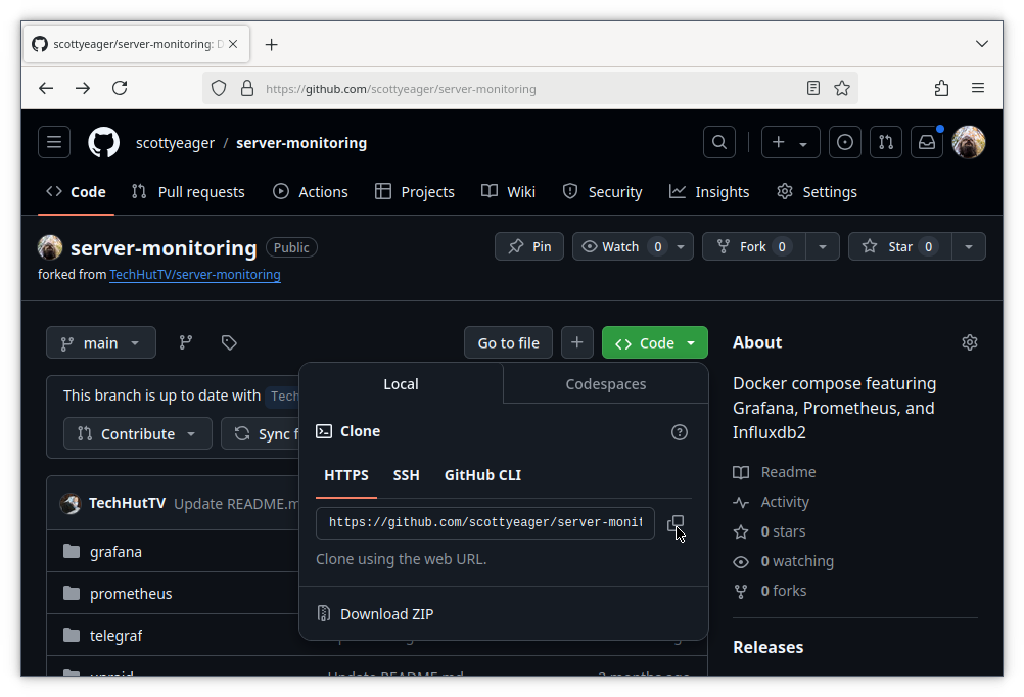 scottyeager/server-monitoring: D
https://github.com/scottyeager/server-monitoring
scottyeager / server-monitoring
Code Pull requests Actions Projects Wiki Security Insights Settings
server-monitoring Public
Pin Watch 0 Fork 0 Star 0
forked from TechHutTV/server-monitoring
main Go to file Code
This branch is up to date with Tech
Contribute Sync f
Local Codespaces
Clone
HTTPS SSH GitHub CLI
https://github.com/scottyeager/server-monit
Clone using the web URL.
Download ZIP
TechHutTV Update README.m
grafana
prometheus
telegraf
unraid Update README.md 2 months ago
About
Docker compose featuring
Grafana, Prometheus, and
Influxdb2
Readme
Activity
0 stars
0 watching
0 forks
Releases